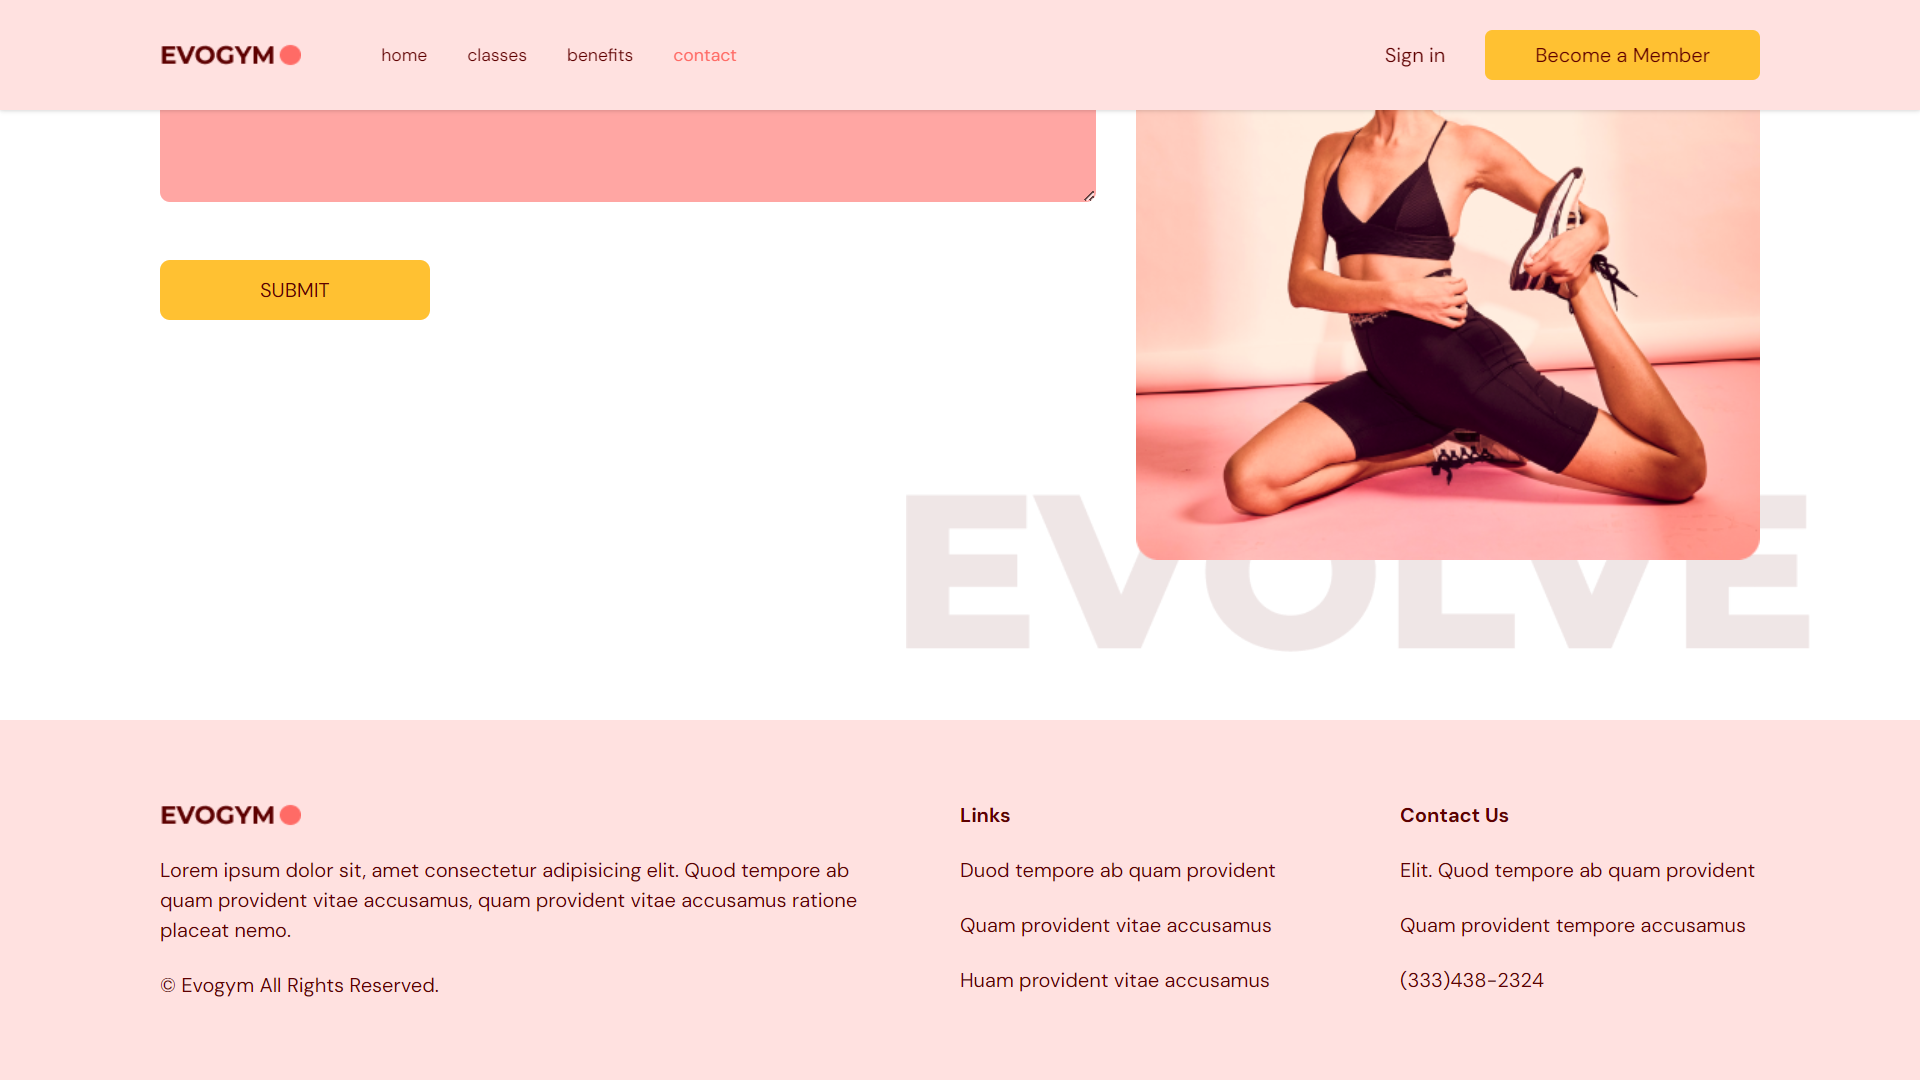 EVOGYM
home
classes
benefits
contact
Sign in
Become a Member
SUBMIT
EVOLVE
EVOGYM
Lorem ipsum dolor sit, amet consectetur adipisicing elit. Quod tempore ab
quam provident vitae accusamus, quam provident vitae accusamus ratione
placeat nemo.
© Evogym All Rights Reserved.
Links
Duod tempore ab quam provident
Quam provident vitae accusamus
Huam provident vitae accusamus
Contact Us
Elit. Quod tempore ab quam provident
Quam provident tempore accusamus
(333)438-2324